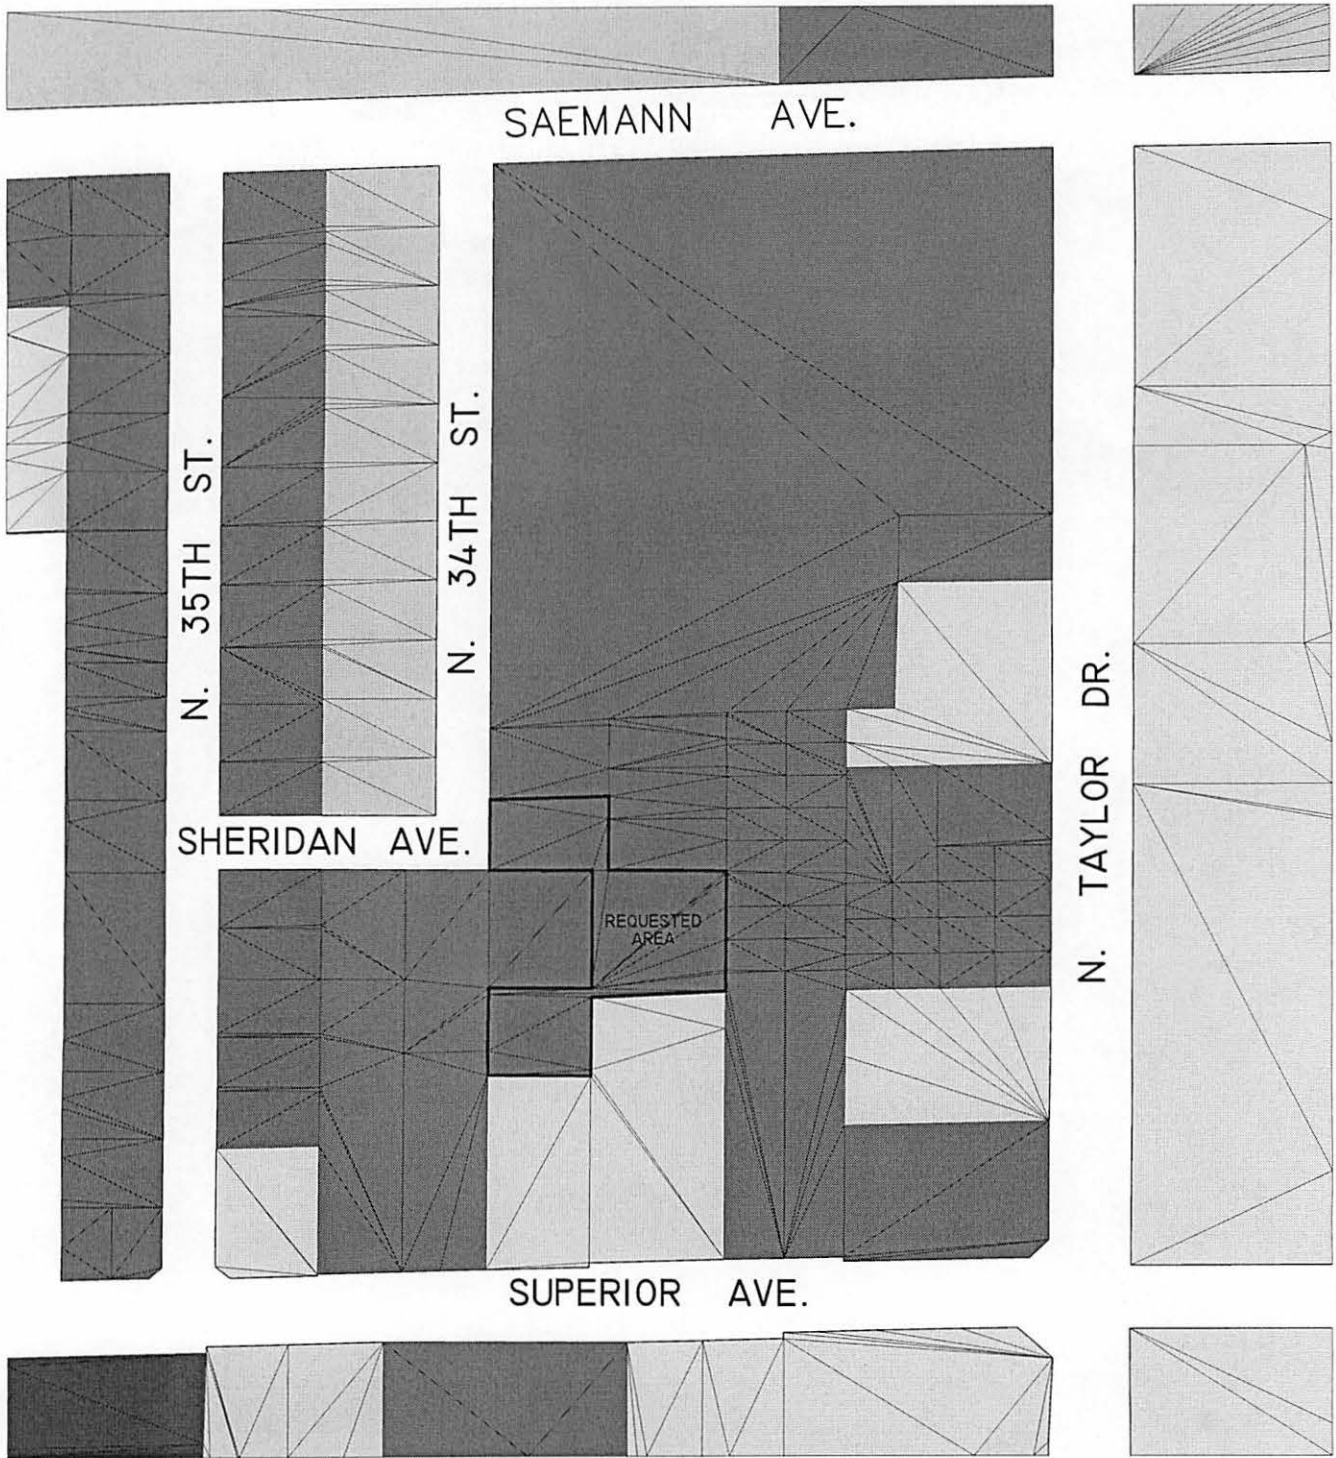 SAEMANN AVE.
N. 35TH ST.
N. 34TH ST.
N. TAYLOR DR.
SHERIDAN AVE.
REQUESTED
AREA
SUPERIOR AVE.